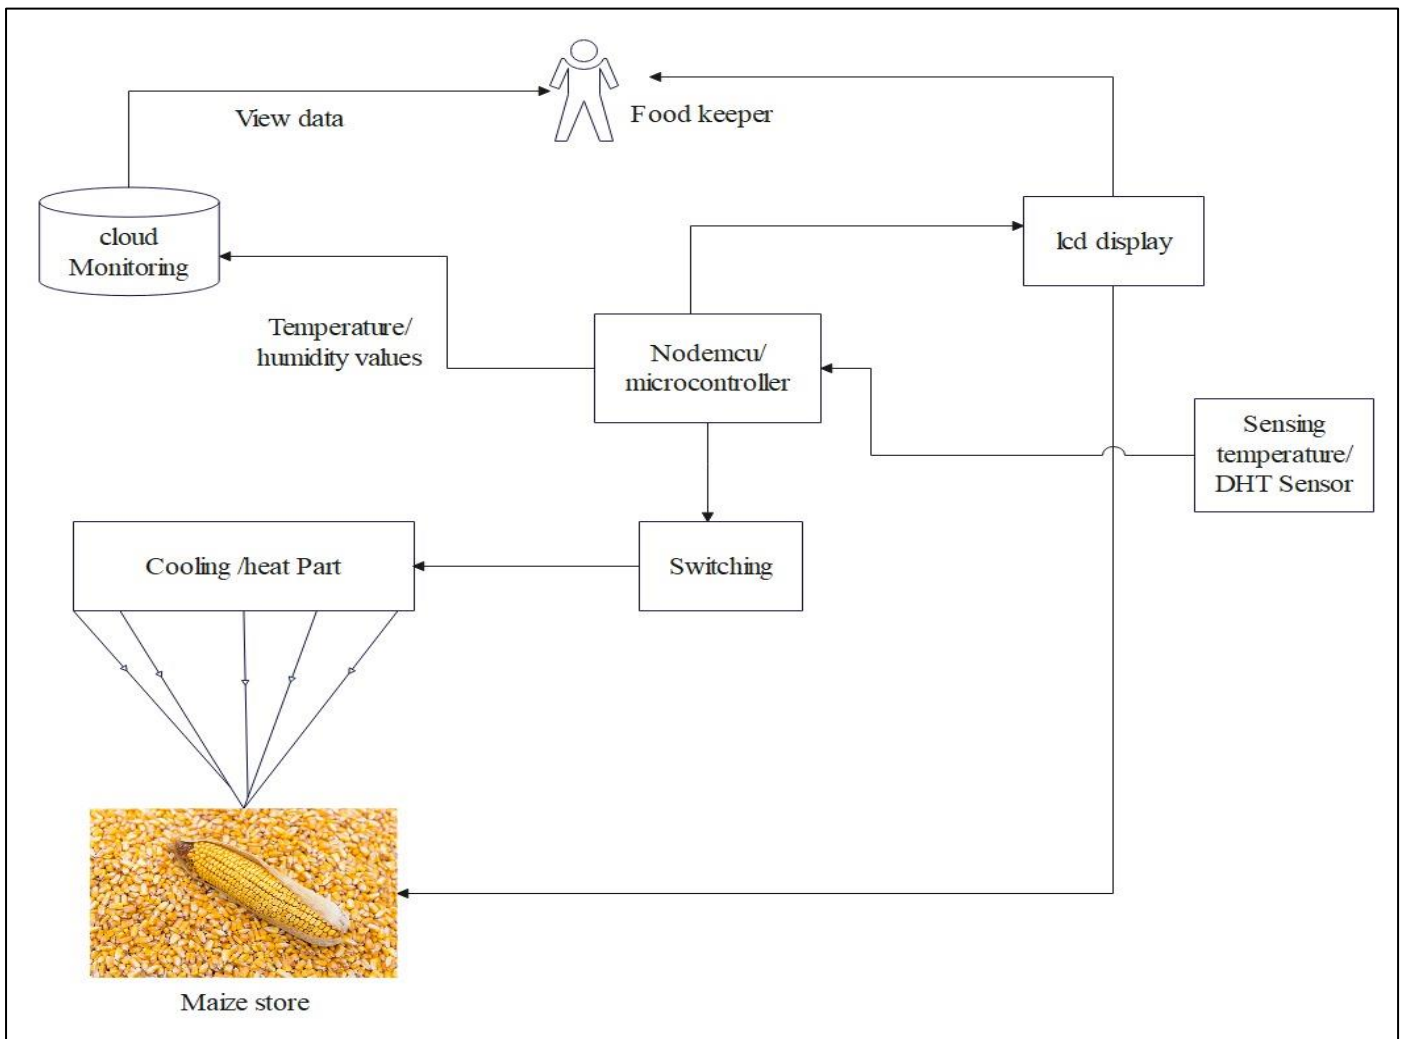 View data
Food keeper
cloud
Monitoring
lcd display
Temperature/
humidity values
Nodemcu/
microcontroller
Sensing
temperature/
DHT Sensor
Cooling /heat Part
Switching
Maize store